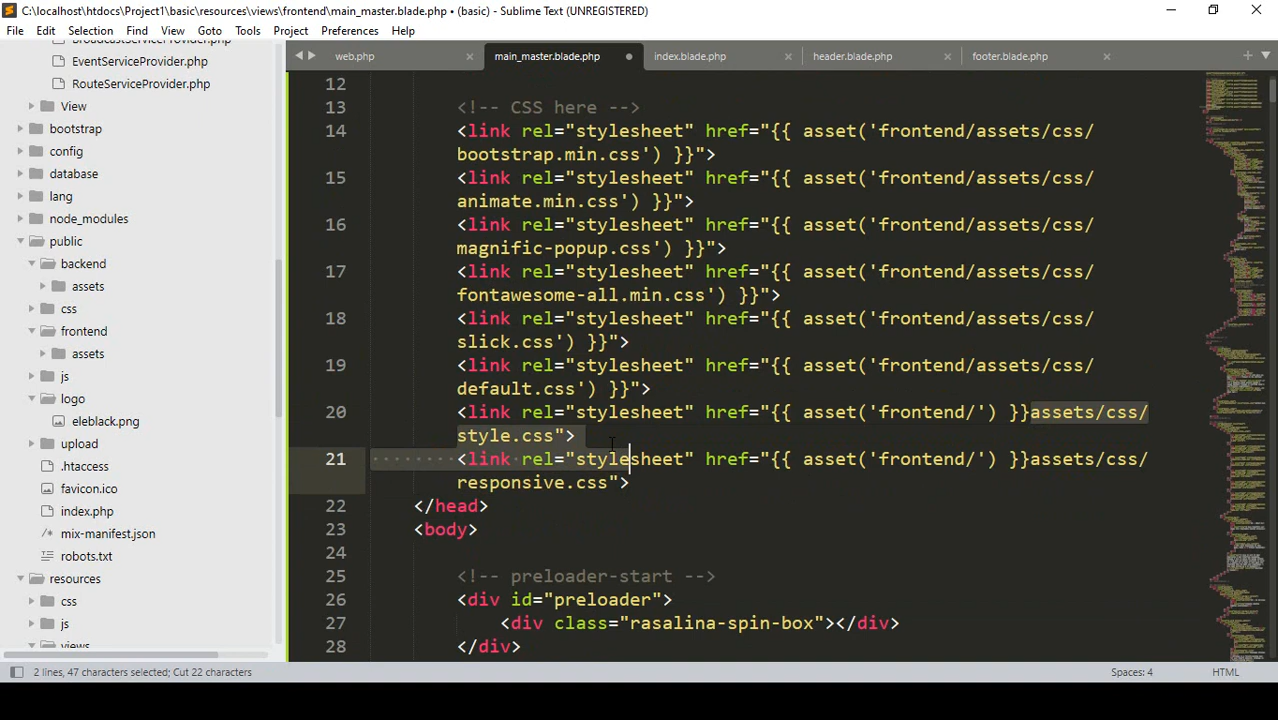 C:\localhost\htdocs\Project1\basic\resources\views\frontend\main_master.blade.php • (basic) - Sublime Text (UNREGISTERED)
File Edit Selection Find View Goto Tools Project Preferences Help
EventServiceProvider.php
RouteServiceProvider.php
View
bootstrap
config
database
lang
node_modules
public
backend
assets
css
frontend
assets
js
logo
eleblack.png
upload
.htaccess
favicon.ico
index.php
mix-manifest.json
robots.txt
resources
css
js
views
web.php main_master.blade.php index.blade.php header.blade.php footer.blade.php
12
13 <!-- CSS here -->
14 <link rel="stylesheet" href="{{ asset('frontend/assets/css/
bootstrap.min.css') }}">
15 <link rel="stylesheet" href="{{ asset('frontend/assets/css/
animate.min.css') }}">
16 <link rel="stylesheet" href="{{ asset('frontend/assets/css/
magnific-popup.css') }}">
17 <link rel="stylesheet" href="{{ asset('frontend/assets/css/
fontawesome-all.min.css') }}">
18 <link rel="stylesheet" href="{{ asset('frontend/assets/css/
slick.css') }}">
19 <link rel="stylesheet" href="{{ asset('frontend/assets/css/
default.css') }}">
20 <link rel="stylesheet" href="{{ asset('frontend/') }}assets/css/
style.css">
21 <link rel="stylesheet" href="{{ asset('frontend/') }}assets/css/
responsive.css">
22 </head>
23 <body>
24
25 <!-- preloader-start -->
26 <div id="preloader">
27 <div class="rasalina-spin-box"></div>
28 </div>
2 lines, 47 characters selected; Cut 22 characters Spaces: 4 HTML